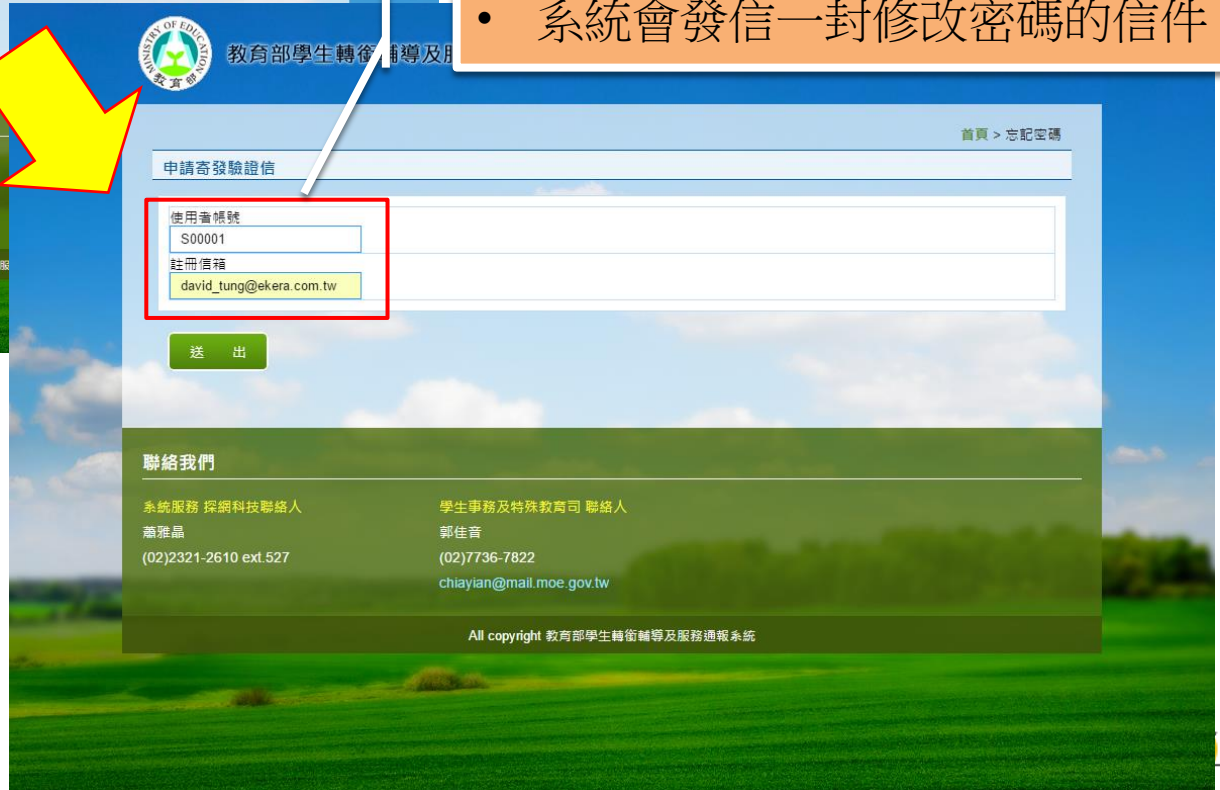 • 系統會發信一封修改密碼的信件
MINISTRY OF EDUCATION
教育部
教育部學生轉銜輔導及服
首頁 > 忘記密碼
申請寄發驗證信
使用者帳號
S00001
註冊信箱
david_tung@ekera.com.tw
送 出
聯絡我們
系統服務 探網科技聯絡人
蕭雅晶
(02)2321-2610 ext.527
學生事務及特殊教育司 聯絡人
郭佳音
(02)7736-7822
chiayian@mail.moe.gov.tw
All copyright 教育部學生轉銜輔導及服務通報系統